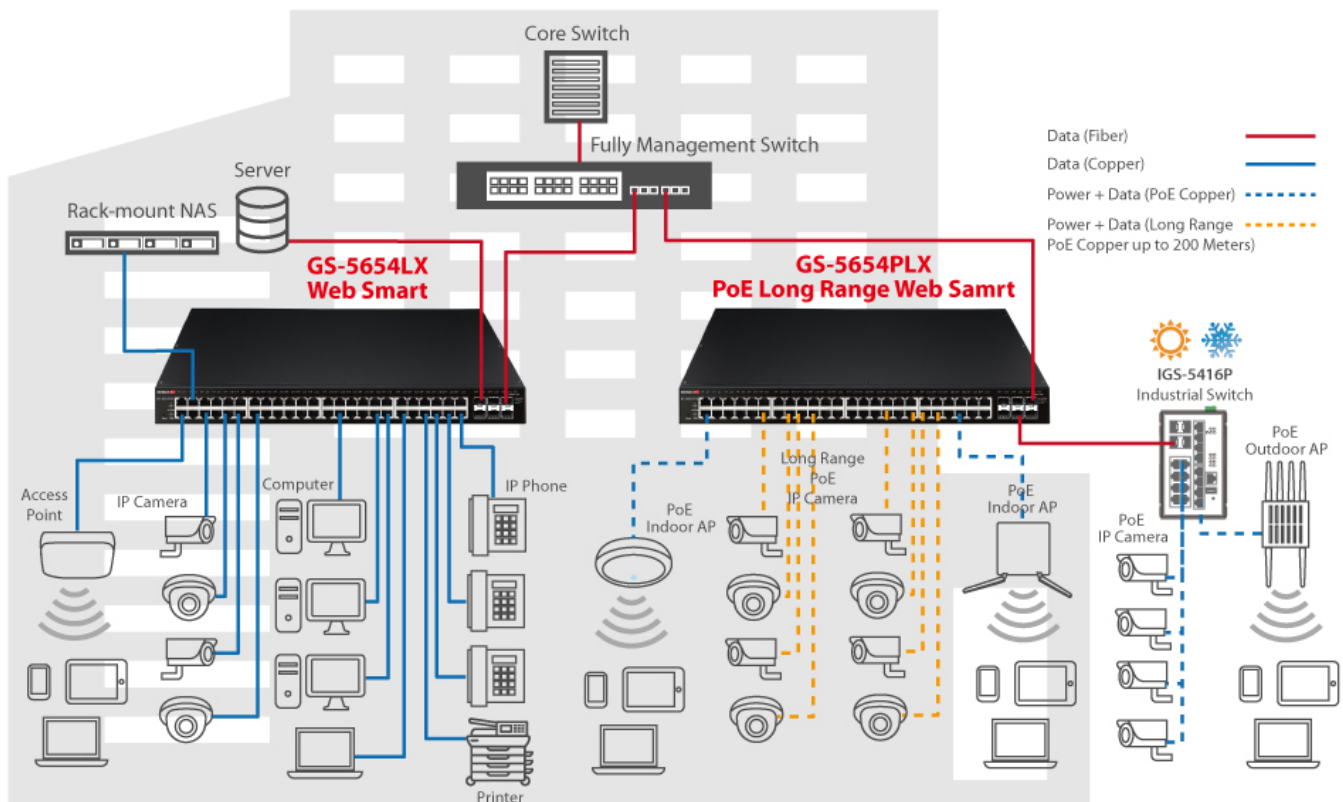 Core Switch
Fully Management Switch
Server
Rack-mount NAS
Data (Fiber)
Data (Copper)
Power + Data (PoE Copper)
Power + Data (Long Range
PoE Copper up to 200 Meters)
GS-5654LX
Web Smart
GS-5654PLX
PoE Long Range Web Samrt
IGS-5416P
Industrial Switch
PoE
Outdoor AP
Access
Point
IP Camera
Computer
IP Phone
PoE
Indoor AP
Long Range
PoE
IP Camera
PoE
Indoor AP
PoE
IP Camera
Printer